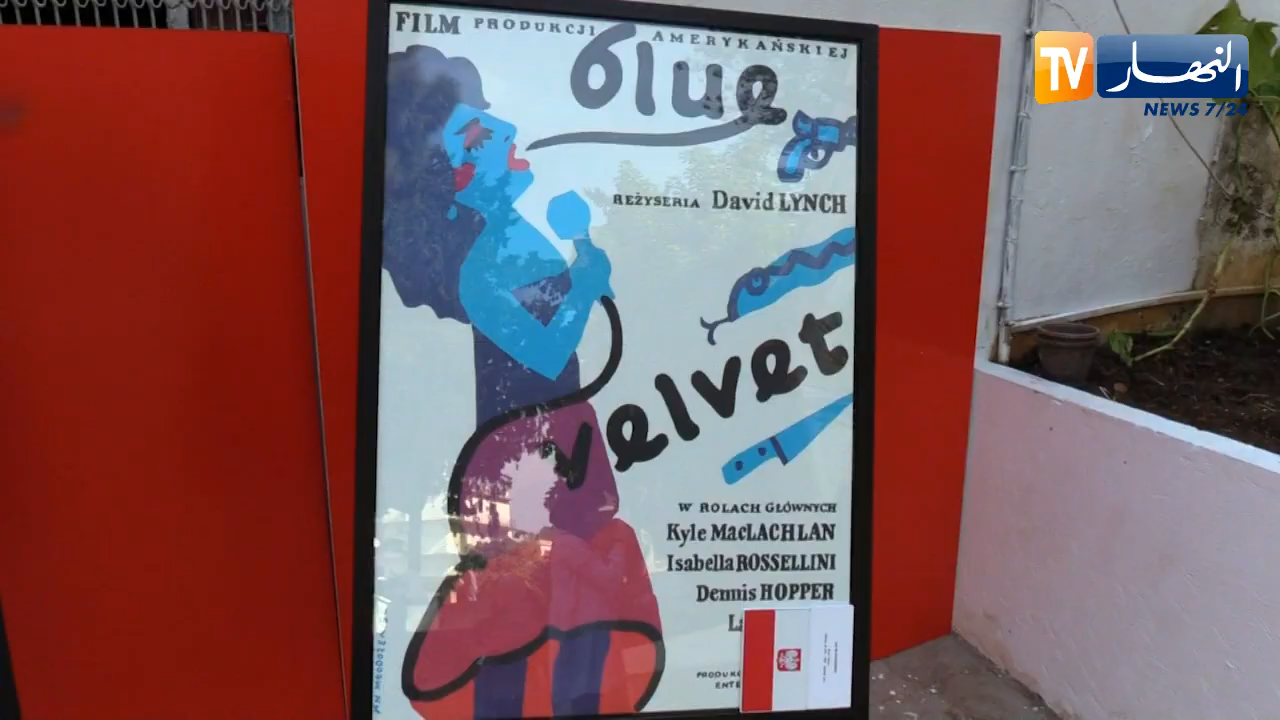 FILM PRODUKCJI AMERYKAŃSKIEJ
blue
REŻYSERIA David LYNCH
velvet
W ROLACH GŁÓWNYCH
Kyle MacLACHLAN
Isabella ROSSELLINI
Dennis HOPPER
TV النهار
NEWS 7/24